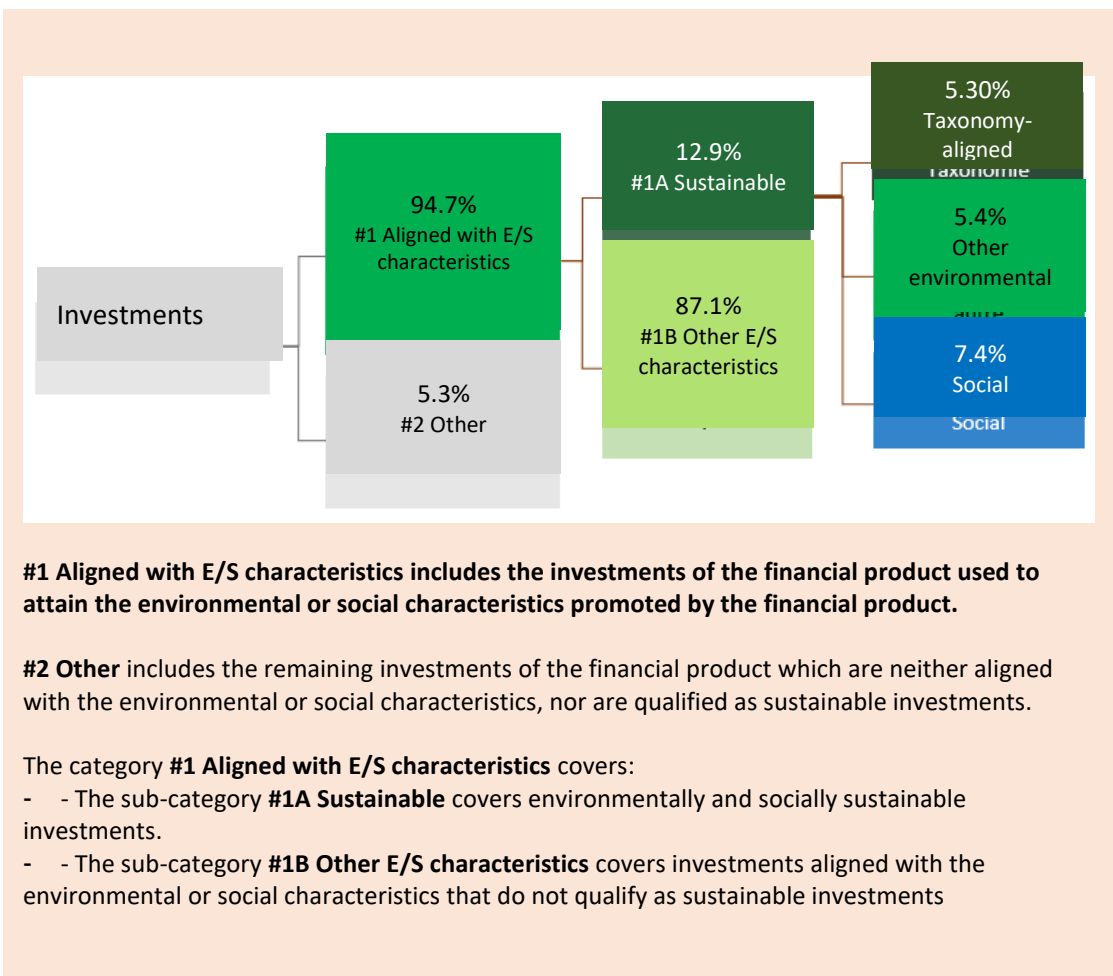 5.30%
Taxonomy-
aligned
Taxonomie
12.9%
#1A Sustainable
94.7%
#1 Aligned with E/S
characteristics
5.4%
Other
environmental
autre
Investments
87.1%
#1B Other E/S
characteristics
7.4%
Social
Social
5.3%
#2 Other
#1 Aligned with E/S characteristics includes the investments of the financial product used to
attain the environmental or social characteristics promoted by the financial product.
#2 Other includes the remaining investments of the financial product which are neither aligned
with the environmental or social characteristics, nor are qualified as sustainable investments.
The category #1 Aligned with E/S characteristics covers:
- - The sub-category #1A Sustainable covers environmentally and socially sustainable
investments.
- - The sub-category #1B Other E/S characteristics covers investments aligned with the
environmental or social characteristics that do not qualify as sustainable investments